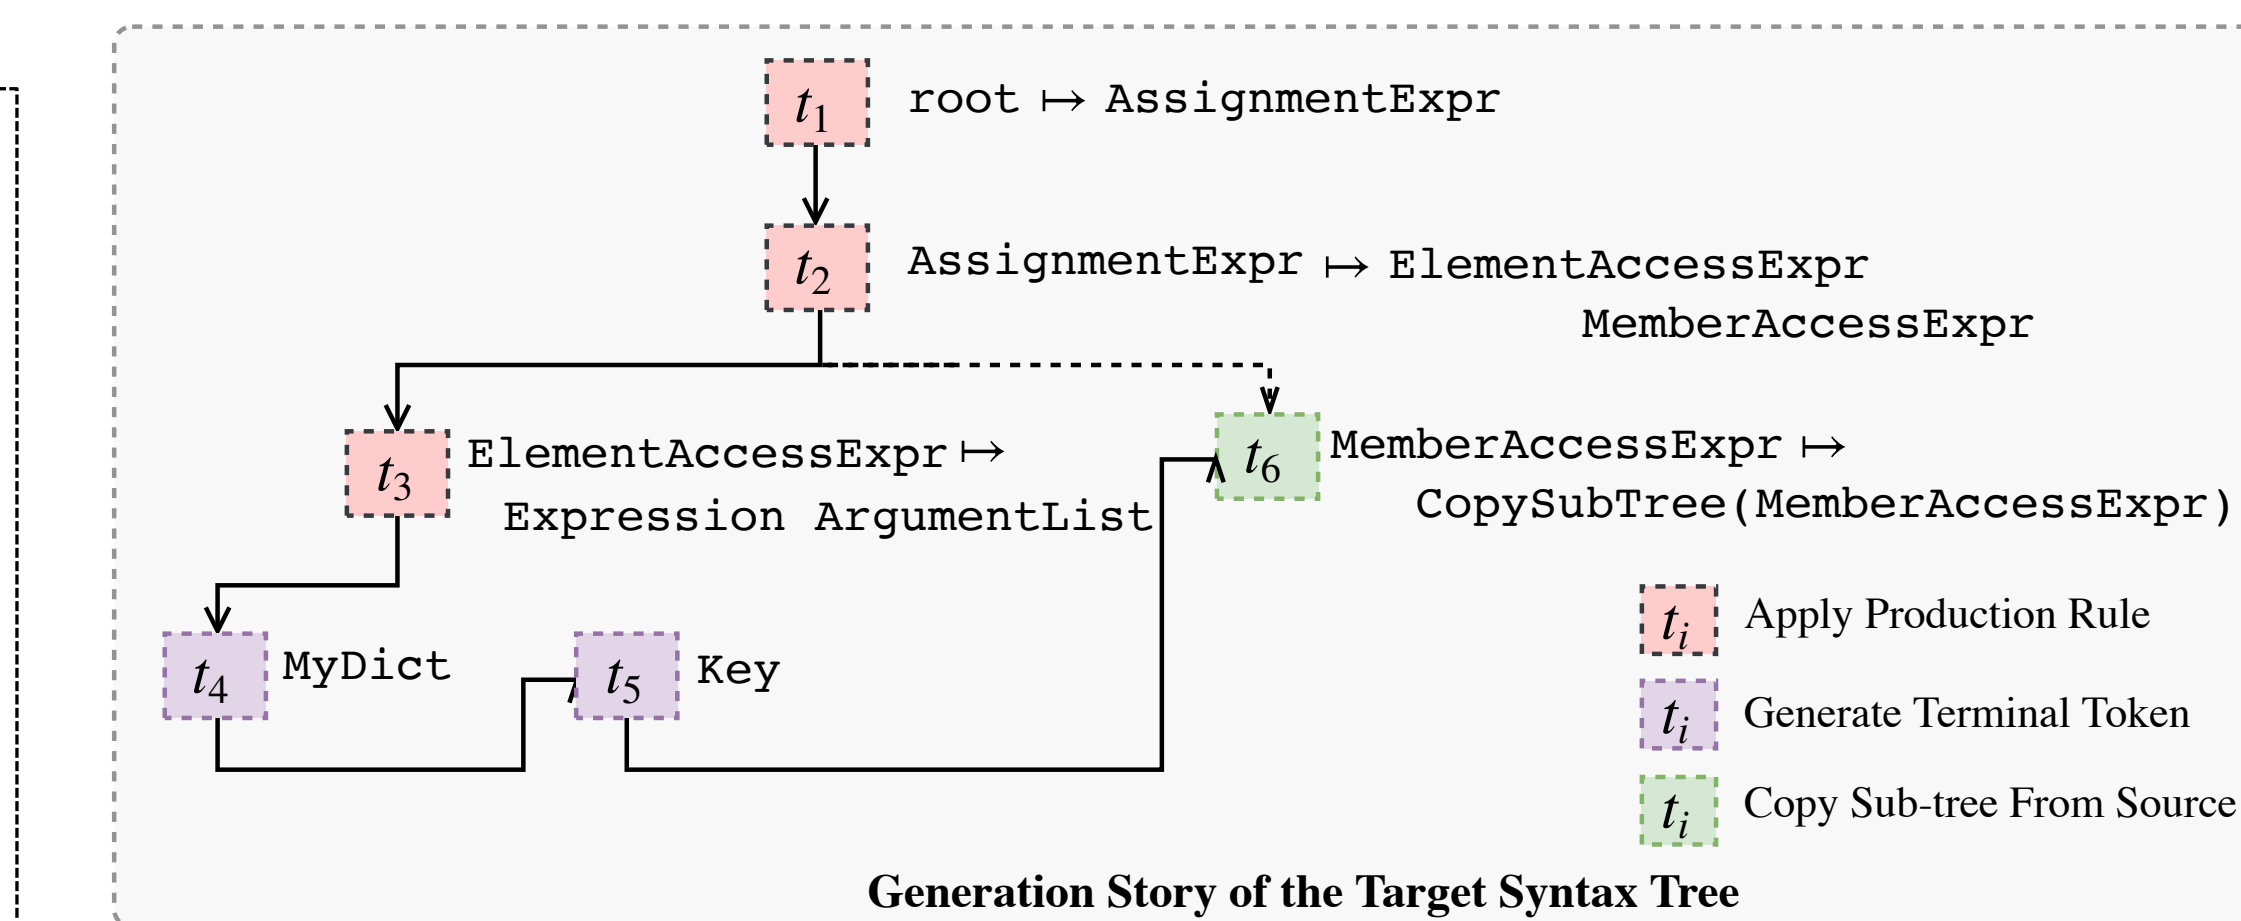 t1 root ↦ AssignmentExpr
t2 AssignmentExpr ↦ ElementAccessExpr
MemberAccessExpr
t3 ElementAccessExpr ↦
Expression ArgumentList
t6 MemberAccessExpr ↦
CopySubTree(MemberAccessExpr)
t4 MyDict
t5 Key
ti Apply Production Rule
ti Generate Terminal Token
ti Copy Sub-tree From Source
Generation Story of the Target Syntax Tree